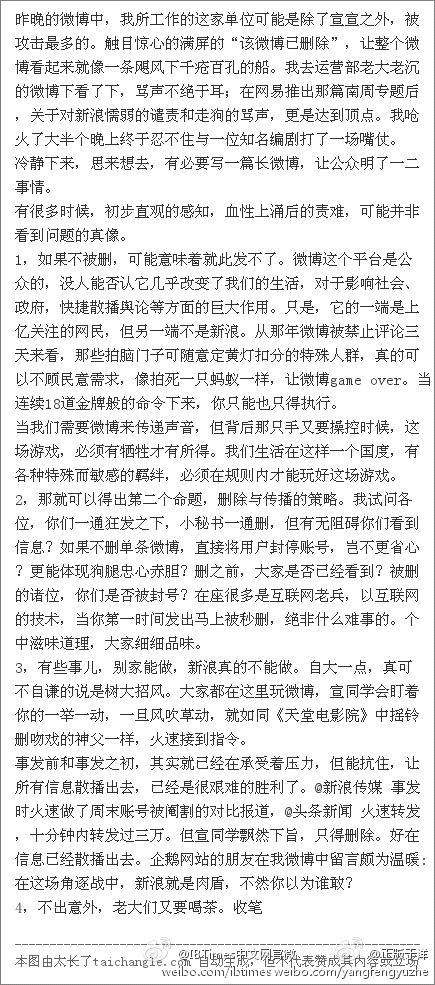 昨晚的微博中，我所工作的这家单位可能是除了宣宣之外，被
攻击最多的。触目惊心的满屏的“该微博已删除”，让整个微
博看起来就像一条飓风下千疮百孔的船。我去运营部老大老沉
的微博下看了下，骂声不绝于耳；在网易推出那篇南周专题后
，关于对新浪懦弱的谴责和走狗的骂声，更是达到顶点。我呛
火了大半个晚上终于忍不住与一位知名编剧打了一场嘴仗。
冷静下来，思来想去，有必要写一篇长微博，让公众明了一二
事情。
有很多时候，初步直观的感知，血性上涌后的责难，可能并非
看到问题的真像。
1，如果不被删，可能意味着就此发不了。微博这个平台是公
众的，没人能否认它几乎改变了我们的生活，对于影响社会、
政府，快捷散播舆论等方面的巨大作用。只是，它的一端是上
亿关注的网民，但另一端不是新浪。从那年微博被禁止评论三
天来看，那些拍脑门子可随意定黄灯扣分的特殊人群，真的可
以不顾民意需求，像拍死一只蚂蚁一样，让微博game over。当
连续18道金牌般的命令下来，你只能也只得执行。
当我们需要微博来传递声音，但背后那只手又要操控时候，这
场游戏，必须有牺牲才有所得。我们生活在这样一个国度，有
各种特殊而敏感的羁绊，必须在规则内才能玩好这场游戏。
2，那就可以得出第二个命题，删除与传播的策略。我试问各
位，你们一通狂发之下，小秘书一通删，但有无阻碍你们看到
信息？如果不删单条微博，直接将用户封停账号，岂不更省心
？更能体现狗腿忠心赤胆？删之前，大家是否已经看到？被删
的诸位，你们是否被封号？在座很多是互联网老兵，以互联网
的技术，当你第一时间发出马上被秒删，绝非什么难事的。个
中滋味道理，大家细细品味。
3，有些事儿，别家能做，新浪真的不能做。自大一点，真可
不自谦的说是树大招风。大家都在这里玩微博，宣同学会盯着
你的一举一动，一旦风吹草动，就如同《天堂电影院》中摇铃
删吻戏的神父一样，火速接到指令。
事发前和事发之初，其实就已经在承受着压力，但能抗住，让
所有信息散播出去，已经是很艰难的胜利了。@新浪传媒 事发
时火速做了周末账号被阉割的对比报道，@头条新闻 火速转发
，十分钟内转发过三万。但宣同学飘然下旨，只得删除。好在
信息已经散播出去。企鹅网站的朋友在我微博中留言颇为温暖：
在这场角逐战中，新浪就是肉盾，不然你以为谁敢？
4，不出意外，老大们又要喝茶。收笔
@IBTimes中文网官微 @正版于洋
本图由太长了taichangle.com 自动生成，但不代表赞成其内容或立场
weibo.com/ibtimes weibo.com/yangfengyuzhe